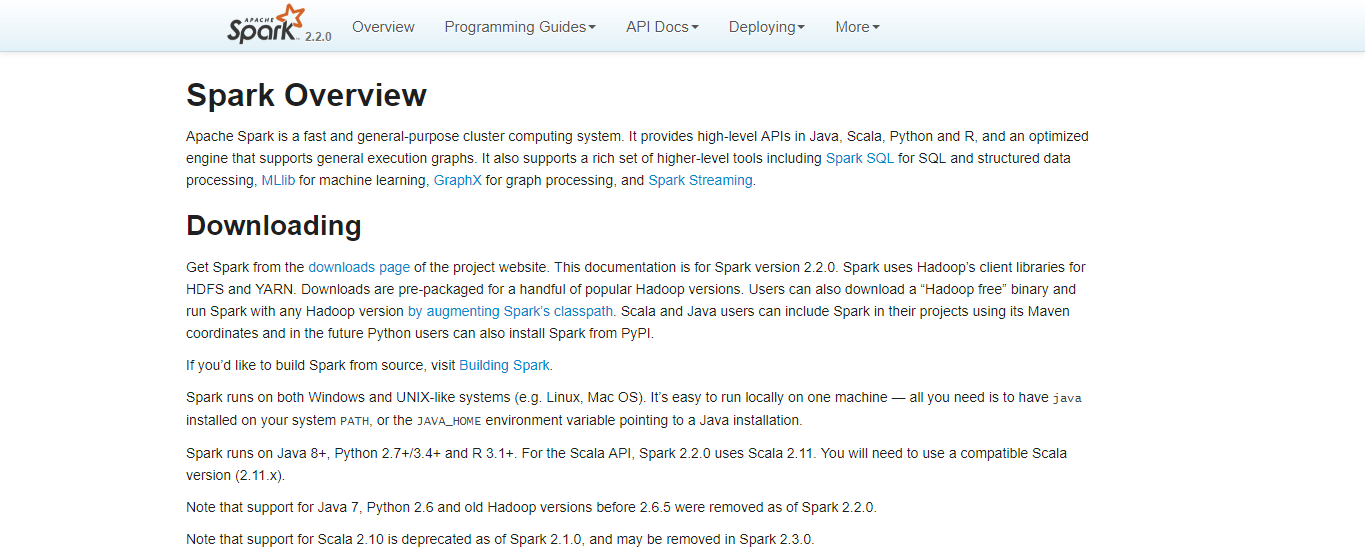 APACHE
Spark™ 2.2.0 Overview Programming Guides API Docs Deploying More
Spark Overview
Apache Spark is a fast and general-purpose cluster computing system. It provides high-level APIs in Java, Scala, Python and R, and an optimized
engine that supports general execution graphs. It also supports a rich set of higher-level tools including Spark SQL for SQL and structured data
processing, MLlib for machine learning, GraphX for graph processing, and Spark Streaming.
Downloading
Get Spark from the downloads page of the project website. This documentation is for Spark version 2.2.0. Spark uses Hadoop’s client libraries for
HDFS and YARN. Downloads are pre-packaged for a handful of popular Hadoop versions. Users can also download a “Hadoop free” binary and
run Spark with any Hadoop version by augmenting Spark’s classpath. Scala and Java users can include Spark in their projects using its Maven
coordinates and in the future Python users can also install Spark from PyPI.
If you’d like to build Spark from source, visit Building Spark.
Spark runs on both Windows and UNIX-like systems (e.g. Linux, Mac OS). It’s easy to run locally on one machine — all you need is to have java
installed on your system PATH, or the JAVA_HOME environment variable pointing to a Java installation.
Spark runs on Java 8+, Python 2.7+/3.4+ and R 3.1+. For the Scala API, Spark 2.2.0 uses Scala 2.11. You will need to use a compatible Scala
version (2.11.x).
Note that support for Java 7, Python 2.6 and old Hadoop versions before 2.6.5 were removed as of Spark 2.2.0.
Note that support for Scala 2.10 is deprecated as of Spark 2.1.0, and may be removed in Spark 2.3.0.